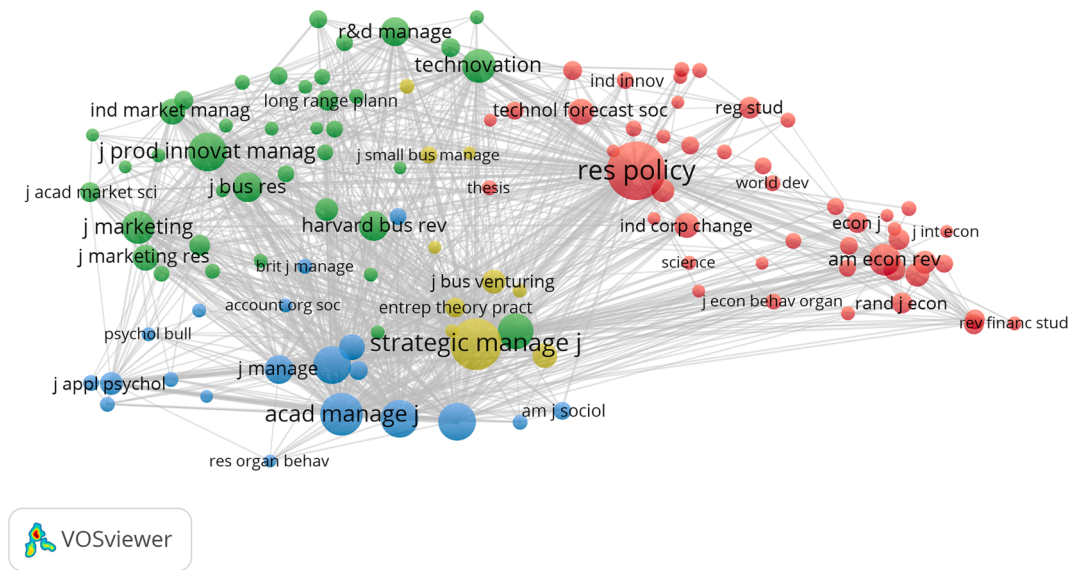 r&d manage
technovation
ind innov
long range plann
ind market manag
technol forecast soc
reg stud
j prod innovat manag
j small bus manage
res policy
j acad market sci
j bus res
thesis
world dev
j marketing
harvard bus rev
ind corp change
econ j
j int econ
j marketing res
brit j manage
science
am econ rev
j bus venturing
account org soc
entrep theory pract
j econ behav organ
rand j econ
psychol bull
strategic manage j
rev financ stud
j manage
j appl psychol
acad manage j
am j sociol
res organ behav
VOSviewer